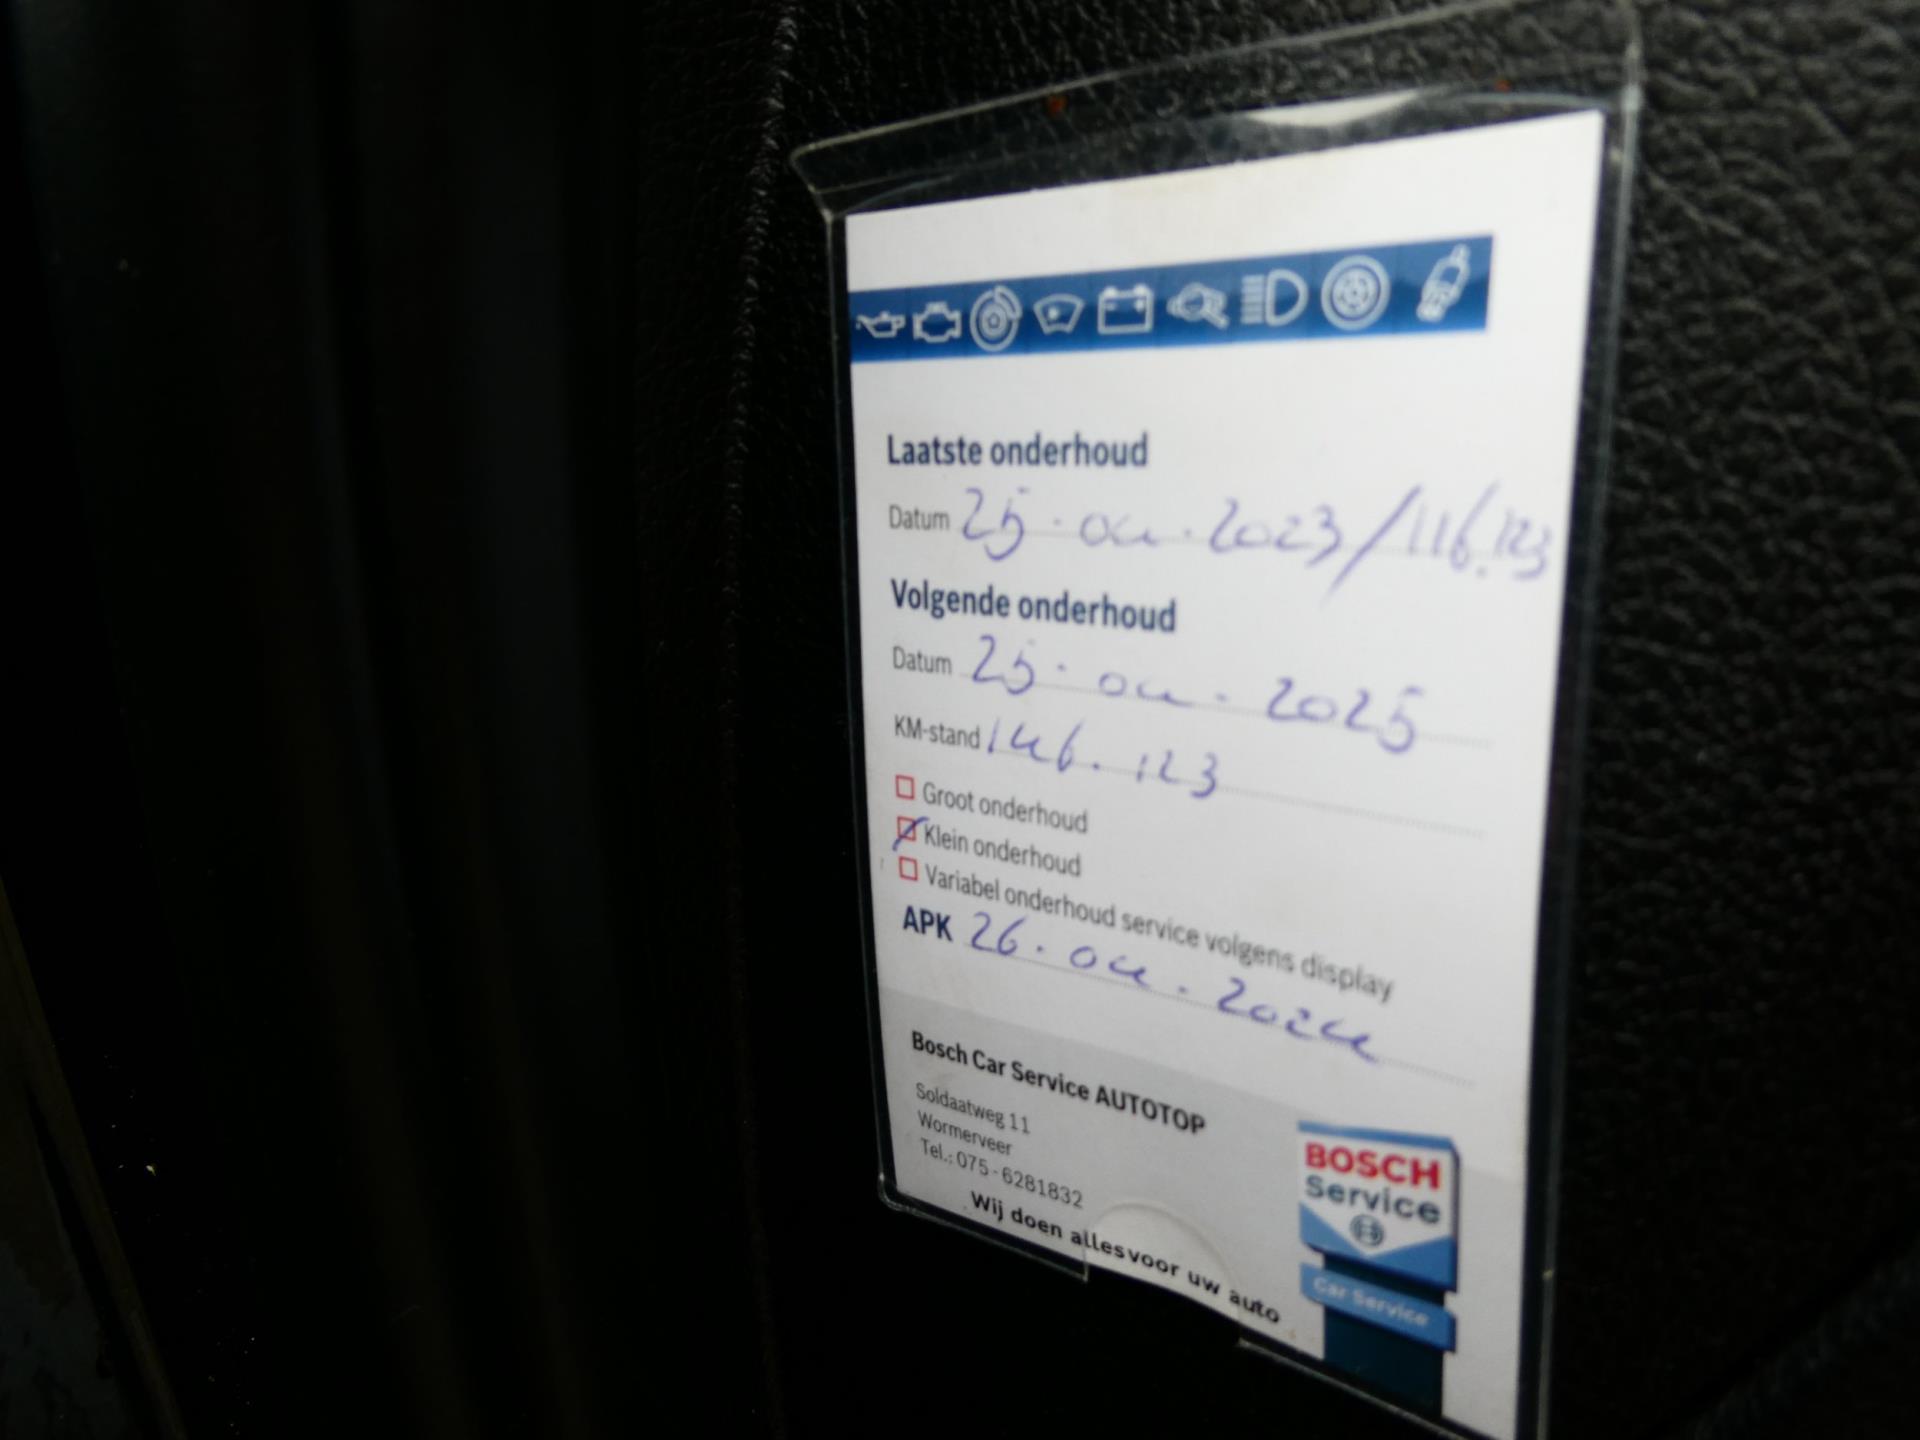 Laatste onderhoud
Datum 25 · 04 · 2023 / 116.123
Volgende onderhoud
Datum 25 · 04 · 2025
KM-stand 146.123
Groot onderhoud
Klein onderhoud
Variabel onderhoud service volgens display
APK 26 · 04 · 2024
Bosch Car Service AUTOTOP
Soldaatweg 11
Wormerveer
Tel.: 075 - 6281832
Wij doen alles voor uw auto
BOSCH
Service
Car Service